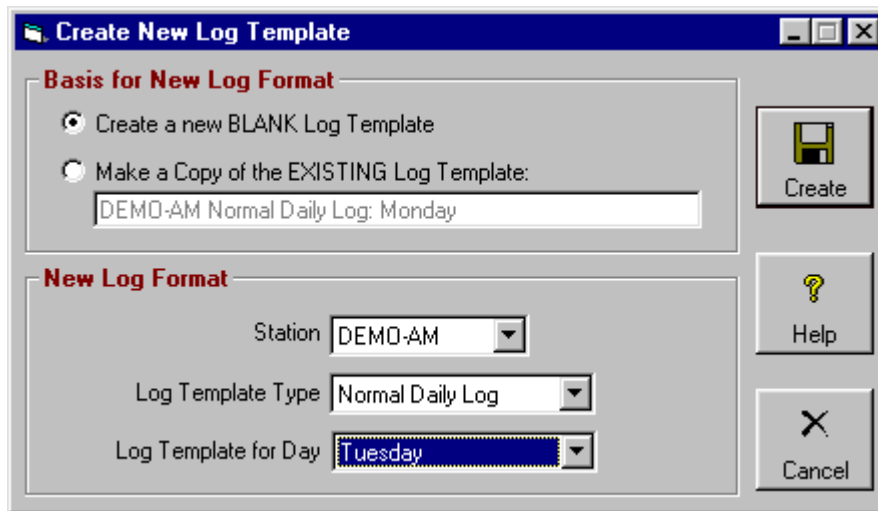 Create New Log Template
Basis for New Log Format
Create a new BLANK Log Template
Make a Copy of the EXISTING Log Template:
DEMO-AM Normal Daily Log: Monday
Create
New Log Format
Station DEMO-AM
Log Template Type Normal Daily Log
Log Template for Day Tuesday
Help
Cancel